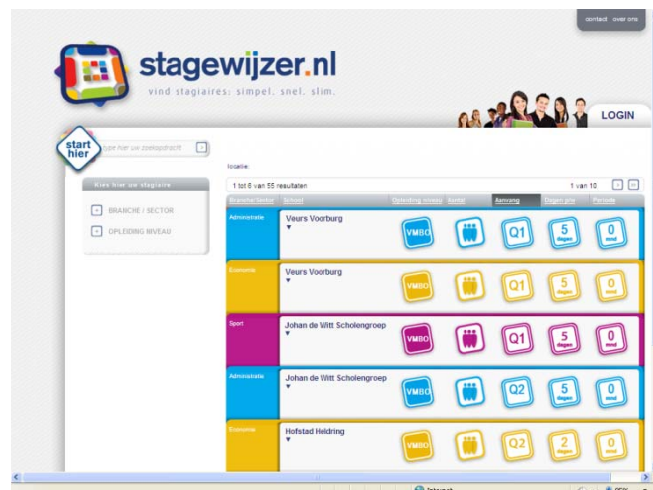 contact over ons
stagewijzer.nl
vind stagiaires: simpel. snel. slim.
LOGIN
start hier
type hier uw zoekopdracht
locatie:
Kies hier uw stagiaire
1 tot 6 van 55 resultaten
1 van 10
Branche/Sector School Opleiding niveau Aantal Aanvang Dagen p/w Periode
BRANCHE / SECTOR
OPLEIDING NIVEAU
Administratie Veurs Voorburg VMBO Q1 5 dagen 0 mnd
Economie Veurs Voorburg VMBO Q1 5 dagen 0 mnd
Sport Johan de Witt Scholengroep VMBO Q1 5 dagen 0 mnd
Administratie Johan de Witt Scholengroep VMBO Q2 5 dagen 0 mnd
Economie Hofstad Heldring VMBO Q2 2 dagen 0 mnd